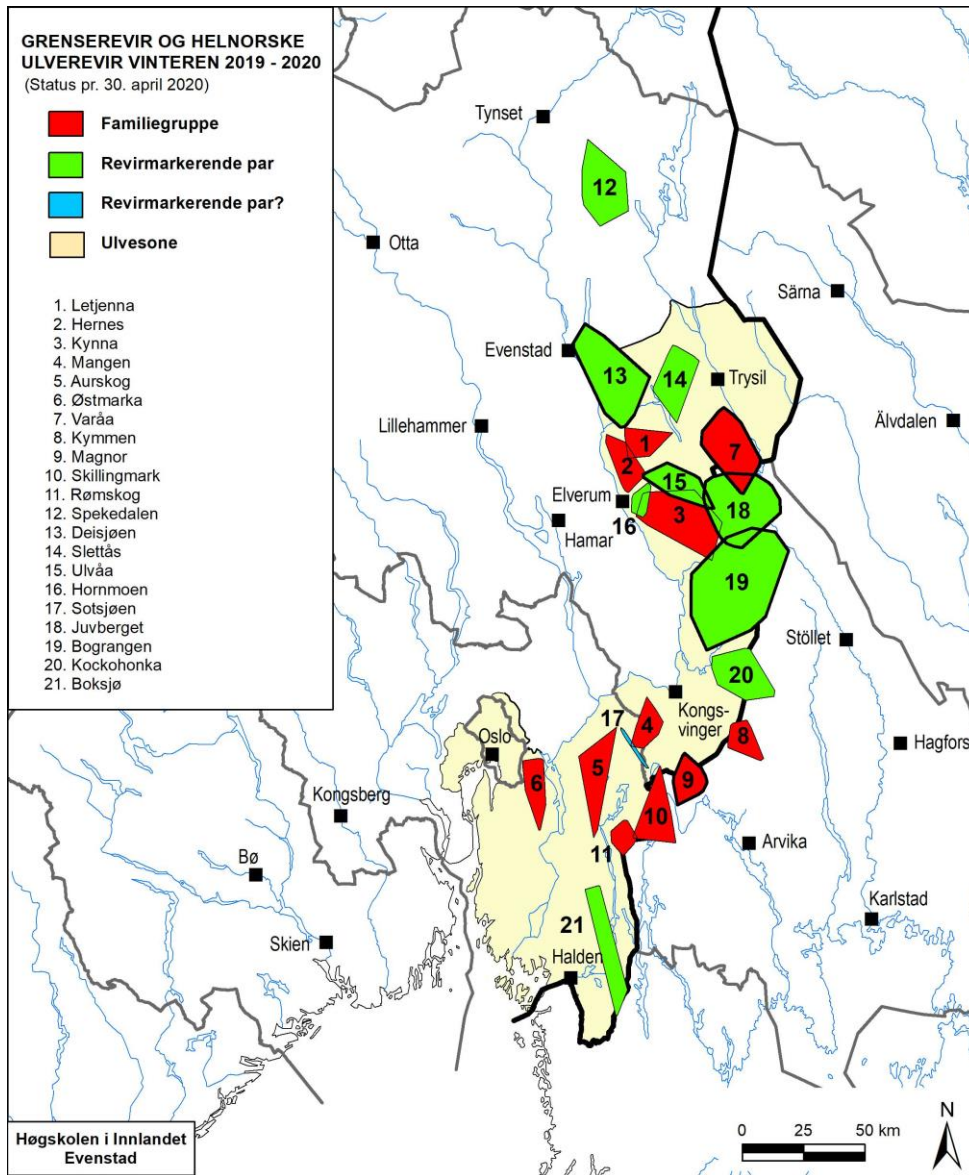 GRENSEREVIR OG HELNORSKE
ULVEREVIR VINTEREN 2019 - 2020
(Status pr. 30. april 2020)
Familiegruppe
Revirmarkerende par
Revirmarkerende par?
Ulvesone
1. Letjenna
2. Hernes
3. Kynna
4. Mangen
5. Aurskog
6. Østmarka
7. Varåa
8. Kymmen
9. Magnor
10. Skillingmark
11. Rømskog
12. Spekedalen
13. Deisjøen
14. Slettås
15. Ulvåa
16. Hornmoen
17. Sotsjøen
18. Juvberget
19. Bograngen
20. Kockohonka
21. Boksjø
Tynset
12
Otta
Särna
Evenstad
13
14
Trysil
Lillehammer
Älvdalen
1
7
2
15
Elverum
18
16
3
Hamar
19
Stöllet
20
Kongs-
vinger
17
4
8
Hagfors
Oslo
5
6
9
Kongsberg
10
11
Arvika
Bø
Karlstad
21
Skien
Halden
Høgskolen i Innlandet
Evenstad
N
0 25 50 km